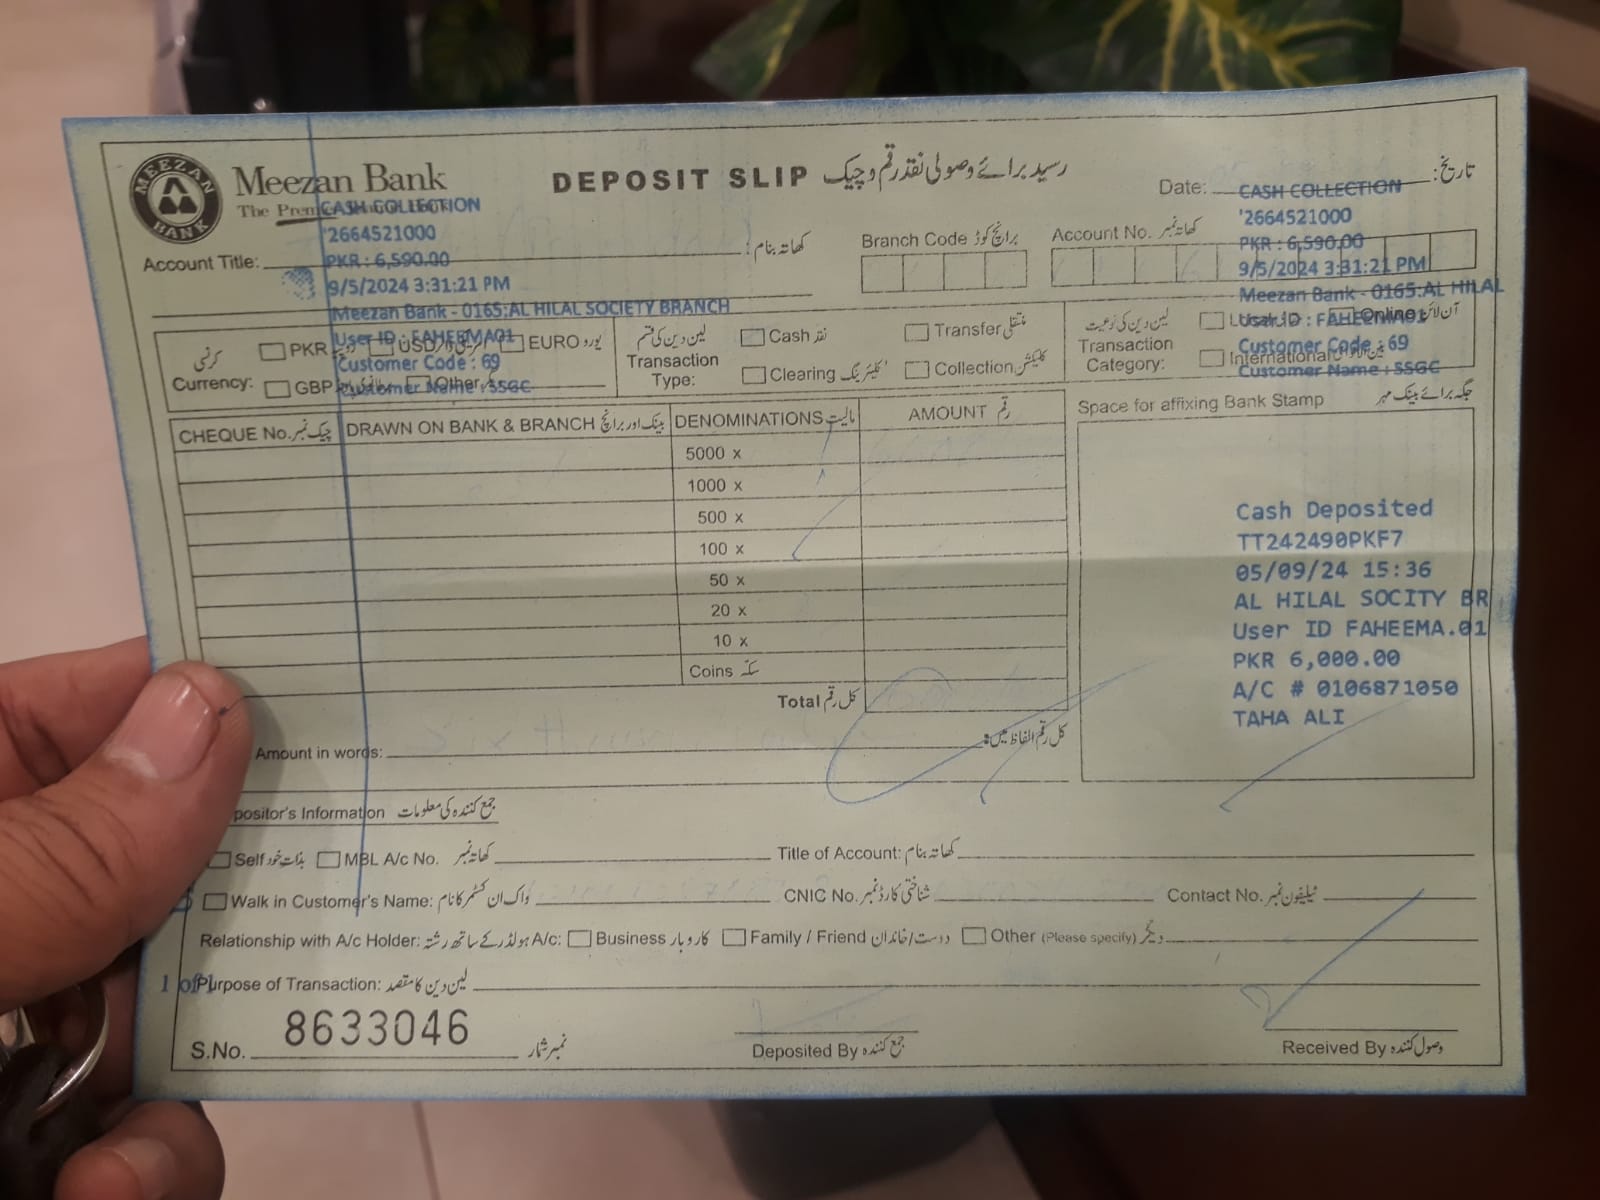 MEEZAN BANK
Meezan Bank
The Premier
DEPOSIT SLIP رسید برائے وصولی نقد رقم و چیک
Date: تاریخ:
CASH COLLECTION
'2664521000
PKR : 6,590.00
9/5/2024 3:31:21 PM
Meezan Bank - 0165:AL HILAL SOCIETY BRANCH
User ID : FAHEEMA01
Customer Code : 69
Customer Name : SSGC
CASH COLLECTION
'2664521000
PKR : 6,590.00
9/5/2024 3:31:21 PM
Meezan Bank - 0165:AL HILAL
User ID : FAHEEMA01
Customer Code : 69
Customer Name : SSGC
Account Title: کھاتہ بنام:
Branch Code برانچ کوڈ
Account No. کھاتہ نمبر
Currency: کرنسی
PKR
USD
EURO یورو
GBP
Other
Transaction Type: لین دین کی قسم
Cash نقد
Transfer منتقلی
Clearing کلیئرنگ
Collection کلیکشن
Transaction Category: لین دین کی نوعیت
Online آن لائن
International
CHEQUE No. چیک نمبر
DRAWN ON BANK & BRANCH بینک اور برانچ
DENOMINATIONS مالیت
AMOUNT رقم
Space for affixing Bank Stamp جگہ برائے بینک مہر
5000 x
1000 x
500 x
100 x
50 x
20 x
10 x
Coins سکے
Total کل رقم
Cash Deposited
TT242490PKF7
05/09/24 15:36
AL HILAL SOCITY BR
User ID FAHEEMA.01
PKR 6,000.00
A/C # 0106871050
TAHA ALI
Amount in words: کل رقم الفاظ میں:
positor's Information جمع کنندہ کی معلومات
Self بذات خود
MBL A/c No. کھاتہ نمبر
Title of Account: کھاتہ بنام:
Walk in Customer's Name: واک ان کسٹمر کا نام:
CNIC No. شناختی کارڈ نمبر
Contact No. ٹیلیفون نمبر
Relationship with A/c Holder: ہولڈر کے ساتھ رشتہ A/c:
Business کاروبار
Family / Friend دوست/خاندان
Other (Please specify) دیگر
1 of 1
Purpose of Transaction: لین دین کا مقصد:
S.No. 8633046 نمبر شمار
Deposited By جمع کنندہ
Received By وصول کنندہ